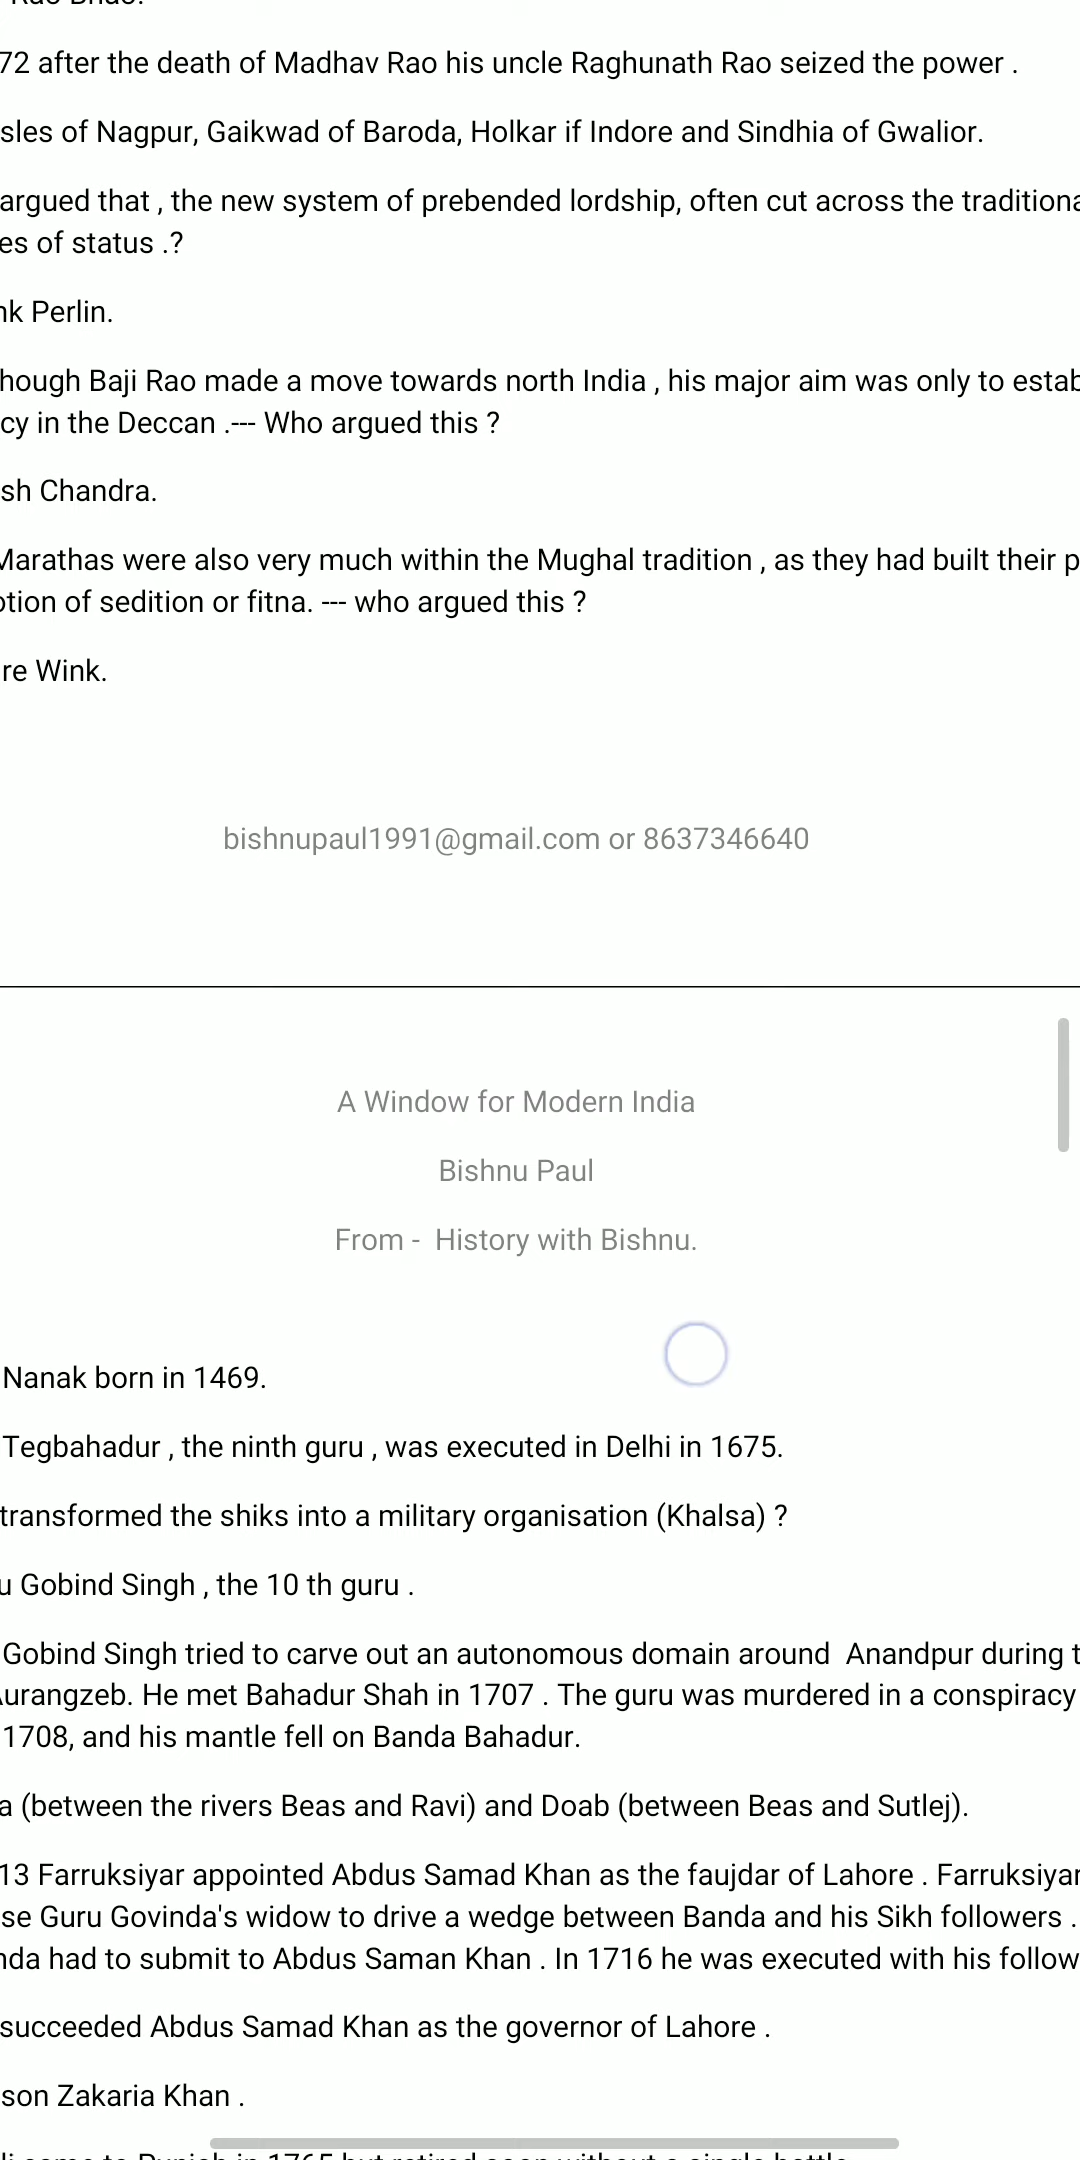 72 after the death of Madhav Rao his uncle Raghunath Rao seized the power .
sles of Nagpur, Gaikwad of Baroda, Holkar if Indore and Sindhia of Gwalior.
argued that , the new system of prebended lordship, often cut across the traditiona
es of status .?
nk Perlin.
hough Baji Rao made a move towards north India , his major aim was only to estab
cy in the Deccan .--- Who argued this ?
sh Chandra.
Marathas were also very much within the Mughal tradition , as they had built their p
otion of sedition or fitna. --- who argued this ?
re Wink.
bishnupaul1991@gmail.com or 8637346640
A Window for Modern India
Bishnu Paul
From - History with Bishnu.
Nanak born in 1469.
Tegbahadur , the ninth guru , was executed in Delhi in 1675.
transformed the shiks into a military organisation (Khalsa) ?
u Gobind Singh , the 10 th guru .
Gobind Singh tried to carve out an autonomous domain around Anandpur during t
Aurangzeb. He met Bahadur Shah in 1707 . The guru was murdered in a conspiracy
1708, and his mantle fell on Banda Bahadur.
a (between the rivers Beas and Ravi) and Doab (between Beas and Sutlej).
13 Farruksiyar appointed Abdus Samad Khan as the faujdar of Lahore . Farruksiyar
se Guru Govinda's widow to drive a wedge between Banda and his Sikh followers .
nda had to submit to Abdus Saman Khan . In 1716 he was executed with his follow
succeeded Abdus Samad Khan as the governor of Lahore .
son Zakaria Khan .